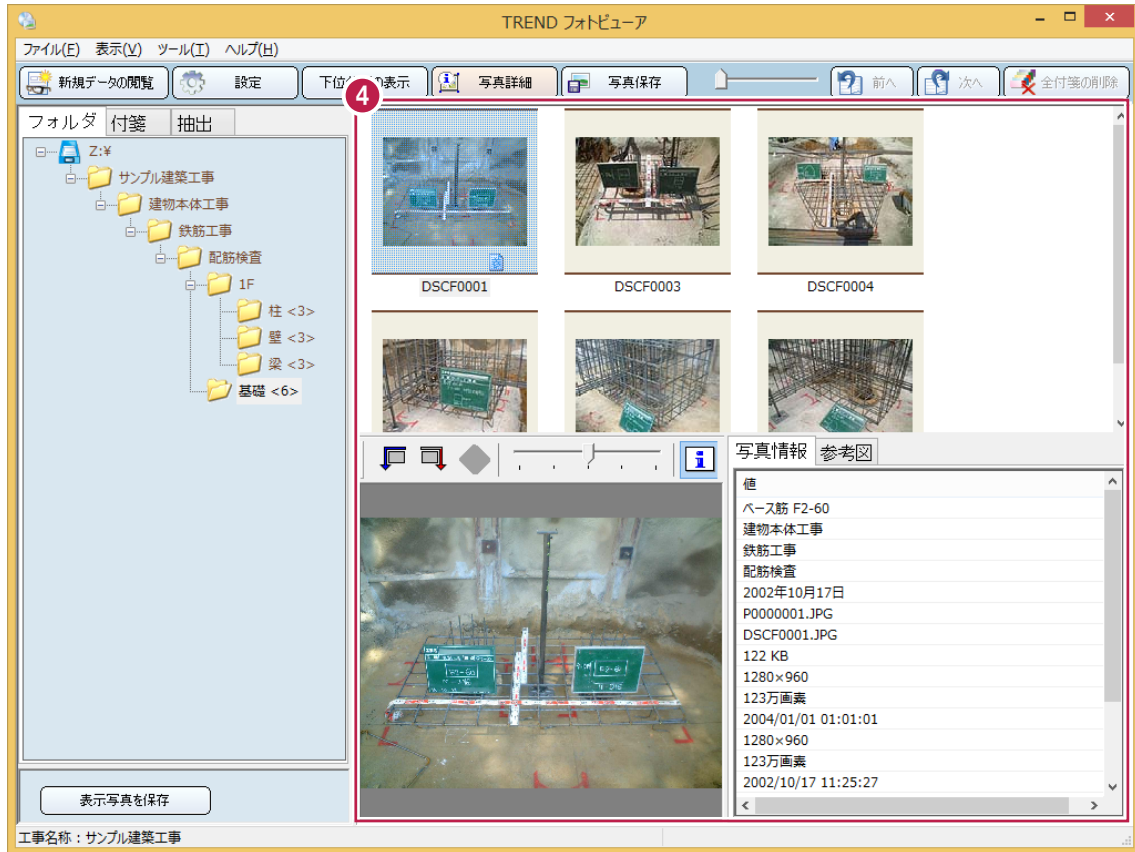 TREND フォトビューア
ファイル(F) 表示(V) ツール(T) ヘルプ(H)
新規データの閲覧 設定 下位 の表示 写真詳細 写真保存 前へ 次へ 全付箋の削除
4
フォルダ 付箋 抽出
Z:¥
サンプル建築工事
建物本体工事
鉄筋工事
配筋検査
1F
柱 <3>
壁 <3>
梁 <3>
基礎 <6>
DSCF0001 DSCF0003 DSCF0004
写真情報 参考図
値
ベース筋 F2-60
建物本体工事
鉄筋工事
配筋検査
2002年10月17日
P0000001.JPG
DSCF0001.JPG
122 KB
1280×960
123万画素
2004/01/01 01:01:01
1280×960
123万画素
2002/10/17 11:25:27
F2-60
F2-60
表示写真を保存
工事名称：サンプル建築工事